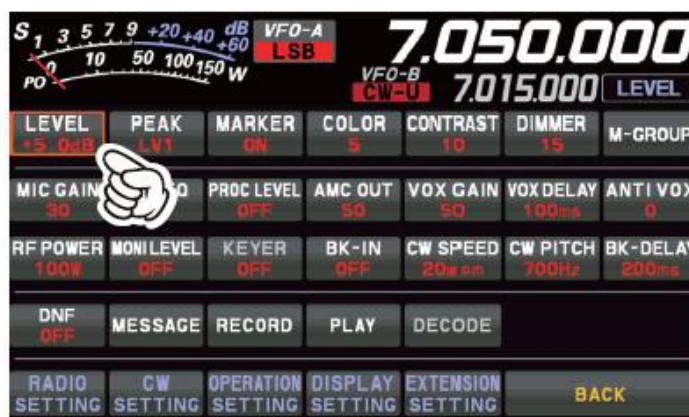 S 1 3 5 7 9 +20 +40 +60 dB
PO 0 10 50 100 150 W
VFO-A
LSB
7.050.000
VFO-B
CW-U
7.015.000
LEVEL
LEVEL PEAK MARKER COLOR CONTRAST DIMMER M-GROUP
+5.0dB LV1 ON 5 10 15
MIC GAIN PROC LEVEL AMC OUT VOX GAIN VOX DELAY ANTI VOX
30 OFF 50 50 100ms 0
RF POWER MONI LEVEL KEYER BK-IN CW SPEED CW PITCH BK-DELAY
100W OFF OFF OFF 20wpm 700Hz 200ms
DNF MESSAGE RECORD PLAY DECODE
OFF
RADIO CW OPERATION DISPLAY EXTENSION BACK
SETTING SETTING SETTING SETTING SETTING